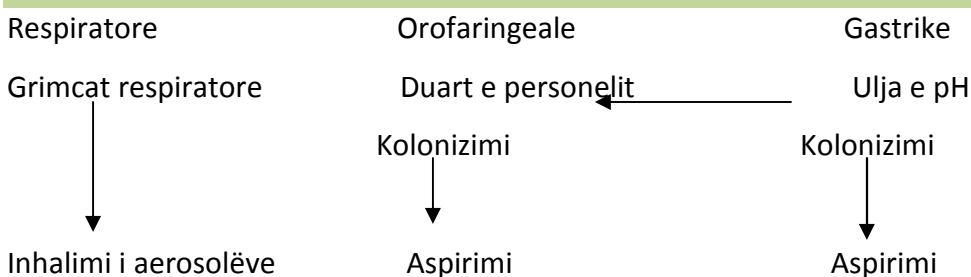 Respiratore Orofaringeale Gastrike
Grimcat respiratore Duart e personelit Ulja e pH
Kolonizimi Kolonizimi
Inhalimi i aerosolëve Aspirimi Aspirimi